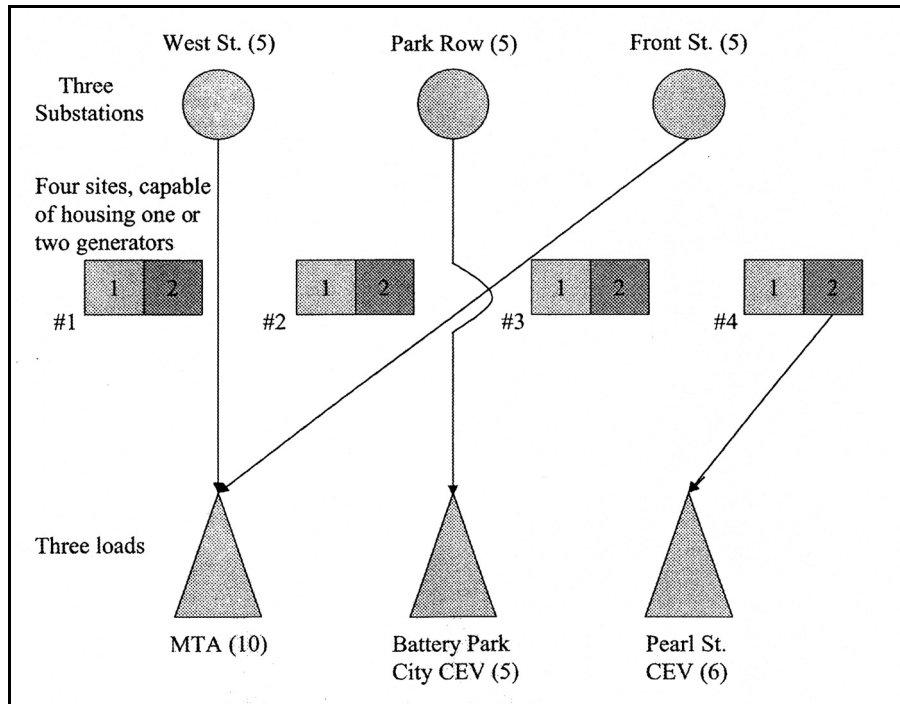 West St. (5)
Park Row (5)
Front St. (5)
Three
Substations
Four sites, capable
of housing one or
two generators
1 2
1 2
1 2
1 2
#1
#2
#3
#4
Three loads
MTA (10)
Battery Park
City CEV (5)
Pearl St.
CEV (6)